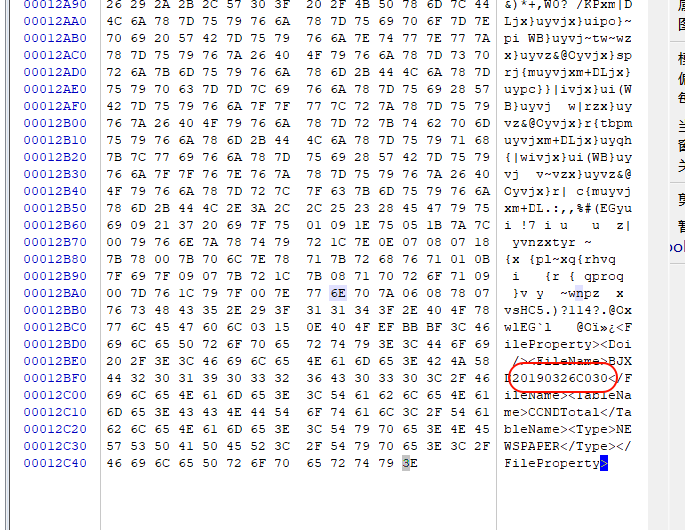 00012A90 26 29 2A 2B 2C 57 30 3F 20 2F 4B 50 78 6D 7C 44 &)*+,W0? /KPxm|D
00012AA0 4C 6A 78 7D 75 79 76 6A 78 7D 75 69 70 6F 7D 7E Ljx}uyvjx}uipo}~
00012AB0 70 69 20 57 42 7D 75 79 76 6A 7E 74 77 7E 77 7A pi WB}uyvj~tw~wz
00012AC0 78 7D 75 79 76 7A 26 40 4F 79 76 6A 78 7D 73 70 x}uyvz&@Oyvjx}sp
00012AD0 72 6A 7B 6D 75 79 76 6A 78 6D 2B 44 4C 6A 78 7D rj{muyvjxm+DLjx}
00012AE0 75 79 70 63 7D 7D 7C 69 76 6A 78 7D 75 69 28 57 uypc}}|ivjx}ui(W
00012AF0 42 7D 75 79 76 6A 7F 7F 77 7C 72 7A 78 7D 75 79 B}uyvj  w|rzx}uy
00012B00 76 7A 26 40 4F 79 76 6A 78 7D 72 7B 74 62 70 6D vz&@Oyvjx}r{tbpm
00012B10 75 79 76 6A 78 6D 2B 44 4C 6A 78 7D 75 79 71 68 uyvjxm+DLjx}uyqh
00012B20 7B 7C 77 69 76 6A 78 7D 75 69 28 57 42 7D 75 79 {|wivjx}ui(WB}uy
00012B30 76 6A 7F 7F 76 7E 76 7A 78 7D 75 79 76 7A 26 40 vj  v~vzx}uyvz&@
00012B40 4F 79 76 6A 78 7D 72 7C 7F 63 7B 6D 75 79 76 6A Oyvjx}r| c{muyvj
00012B50 78 6D 2B 44 4C 2E 3A 2C 2C 25 23 28 45 47 79 75 xm+DL.:,,%#(EGyu
00012B60 69 09 21 37 20 69 7F 75 01 09 1E 75 05 1B 7A 7C i !7 i u   u  z|
00012B70 00 79 76 6E 7A 78 74 79 72 1C 7E 0E 07 08 07 18  yvnzxtyr ~
00012B80 7B 78 00 7B 70 6C 7E 78 71 7B 72 68 76 71 01 0B {x {pl~xq{rhvq
00012B90 7F 69 7F 09 07 7B 72 1C 7B 08 71 70 72 6F 71 09  i   {r { qproq
00012BA0 00 7D 76 1C 79 7F 00 7E 77 6E 70 7A 06 08 78 07  }v y  ~wnpz  x
00012BB0 76 73 48 43 35 2E 29 3F 31 31 34 3F 2E 40 4F 78 vsHC5.)?114?.@Ox
00012BC0 77 6C 45 47 60 6C 03 15 0E 40 4F EF BB BF 3C 46 wlEG`l   @Oï»¿<F
00012BD0 69 6C 65 50 72 6F 70 65 72 74 79 3E 3C 44 6F 69 ileProperty><Doi
00012BE0 20 2F 3E 3C 46 69 6C 65 4E 61 6D 65 3E 42 4A 58  /><FileName>BJX
00012BF0 44 32 30 31 39 30 33 32 36 43 30 33 30 3C 2F 46 D20190326C030</F
00012C00 69 6C 65 4E 61 6D 65 3E 3C 54 61 62 6C 65 4E 61 ileName><TableNa
00012C10 6D 65 3E 43 43 4E 44 54 6F 74 61 6C 3C 2F 54 61 me>CCNDTotal</Ta
00012C20 62 6C 65 4E 61 6D 65 3E 3C 54 79 70 65 3E 4E 45 bleName><Type>NE
00012C30 57 53 50 41 50 45 52 3C 2F 54 79 70 65 3E 3C 2F WSPAPER</Type></
00012C40 46 69 6C 65 50 72 6F 70 65 72 74 79 3E FileProperty>